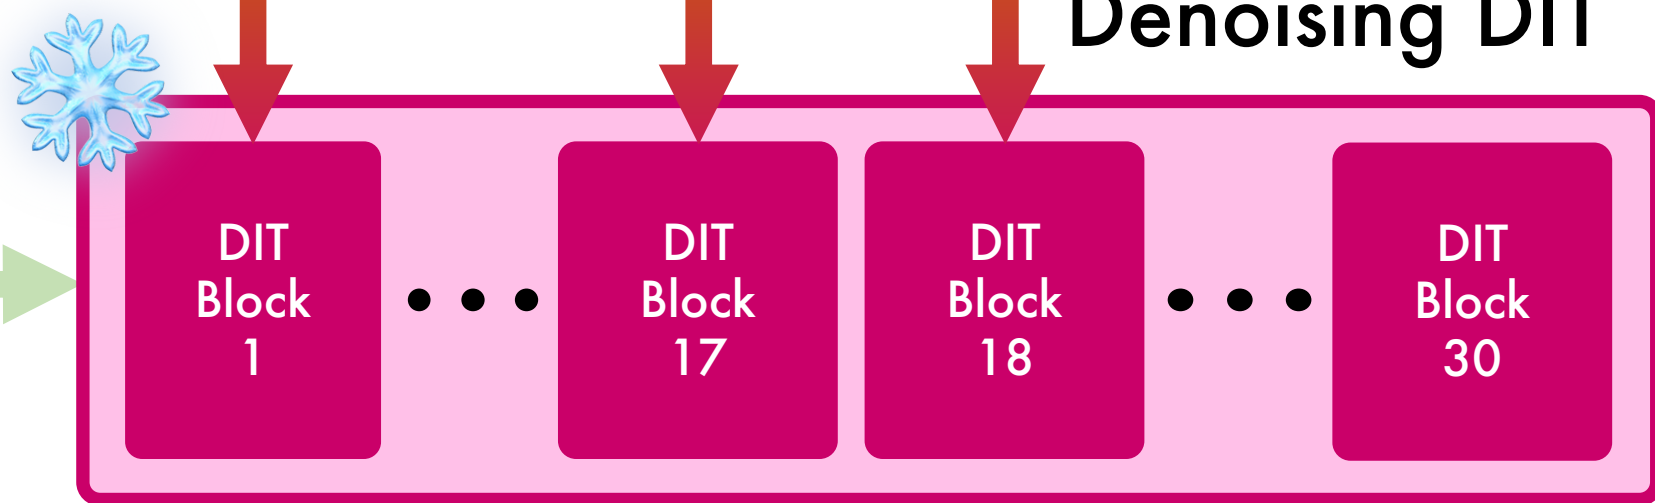 Denoising DIT
DIT
Block
1
DIT
Block
17
DIT
Block
18
DIT
Block
30